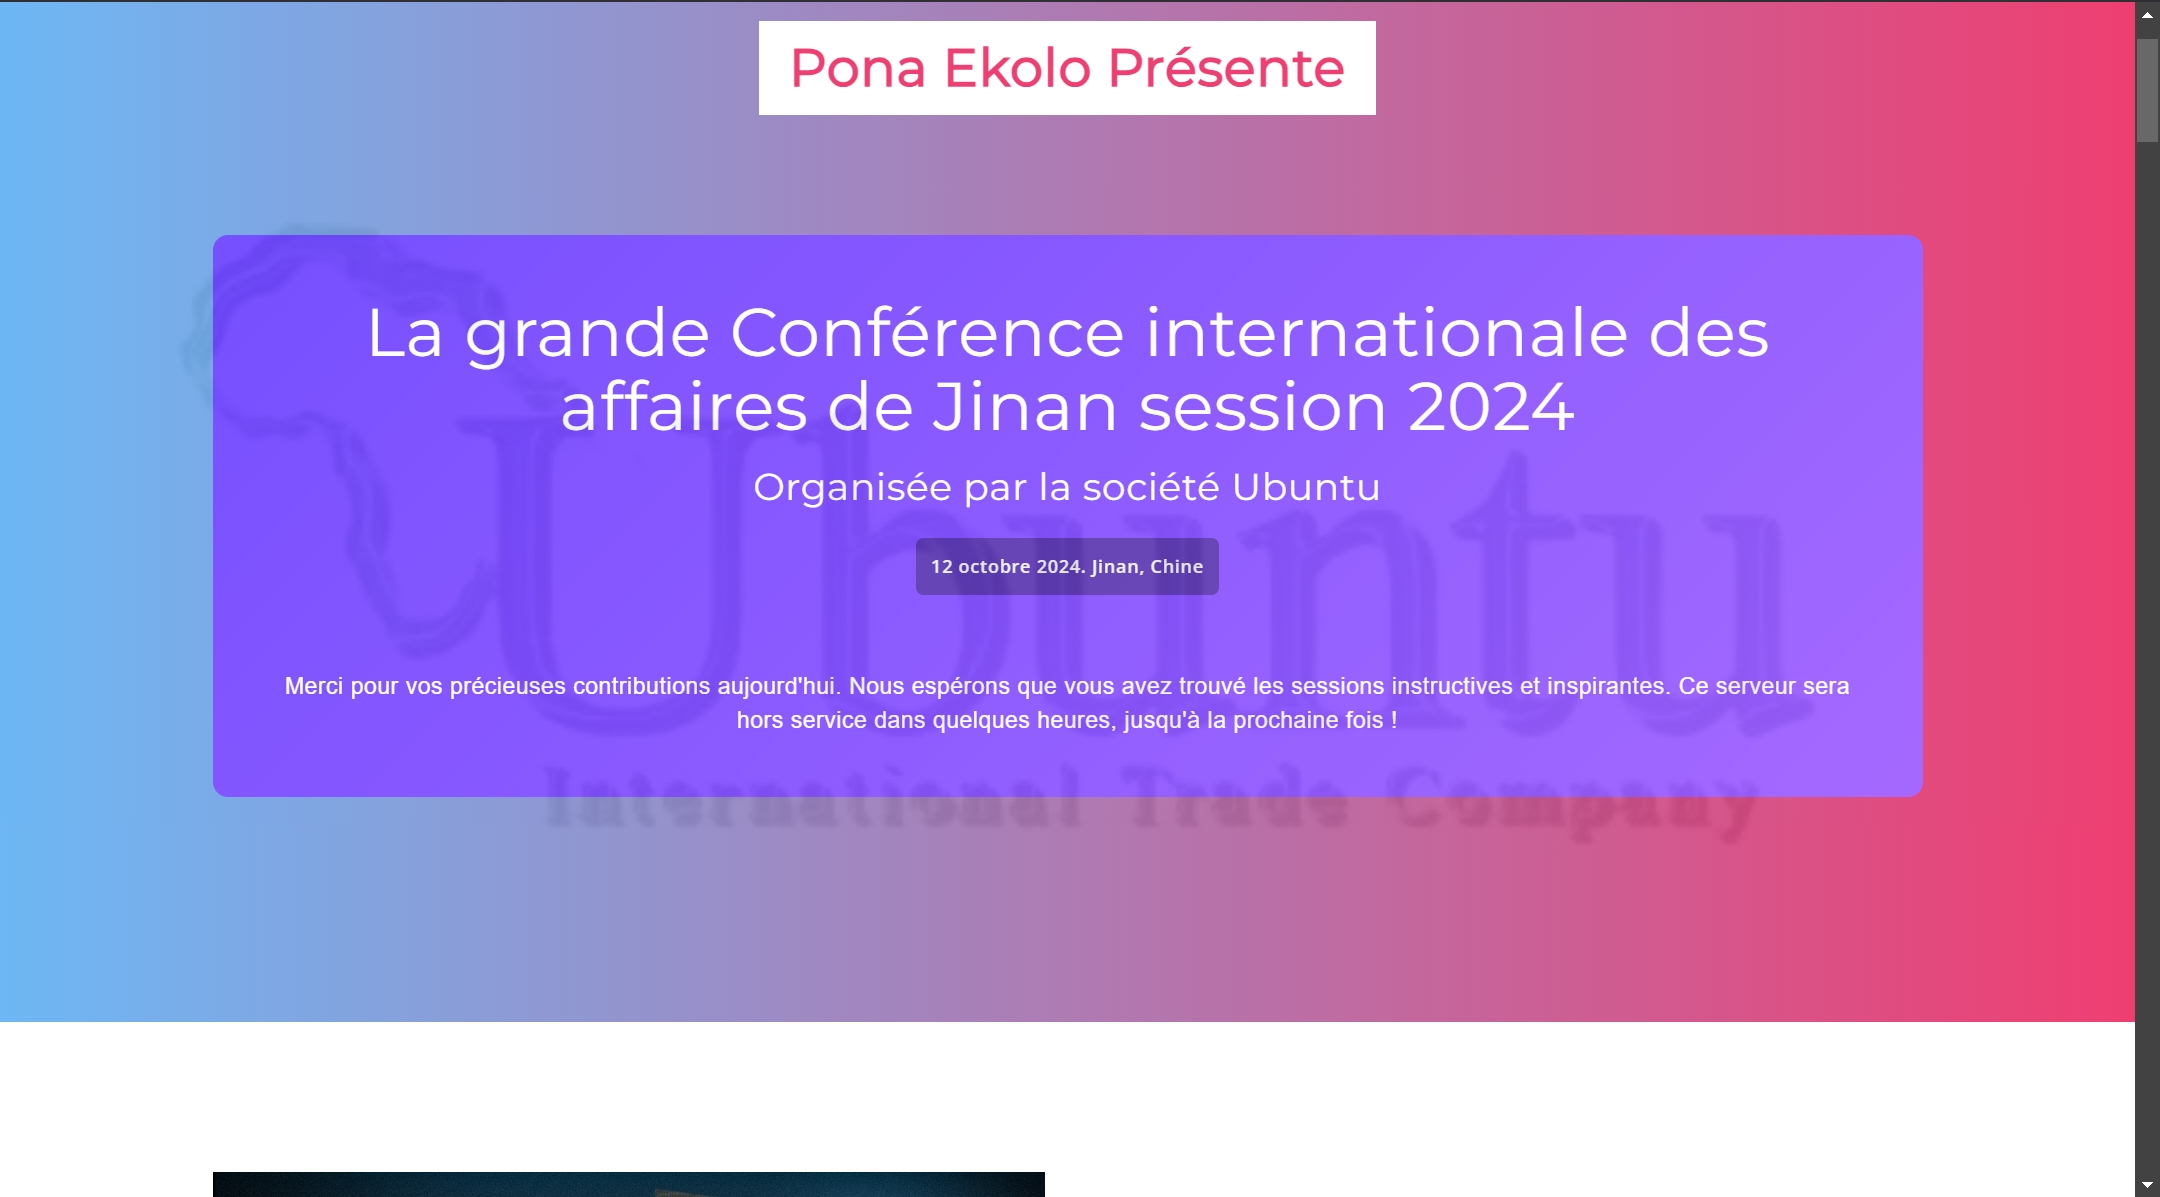 Pona Ekolo Présente
La grande Conférence internationale des
affaires de Jinan session 2024
Organisée par la société Ubuntu
12 octobre 2024. Jinan, Chine
Merci pour vos précieuses contributions aujourd'hui. Nous espérons que vous avez trouvé les sessions instructives et inspirantes. Ce serveur sera
hors service dans quelques heures, jusqu'à la prochaine fois !
Ubuntu
International Trade Company